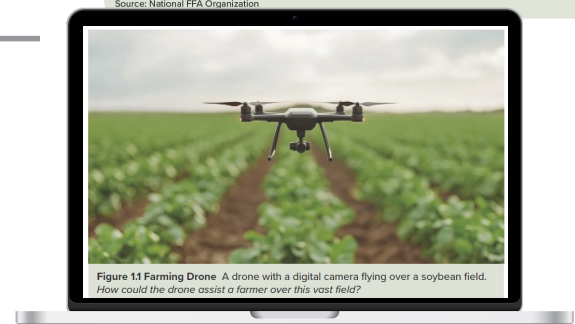 Source: National FFA Organization
Figure 1.1 Farming Drone A drone with a digital camera flying over a soybean field.
How could the drone assist a farmer over this vast field?